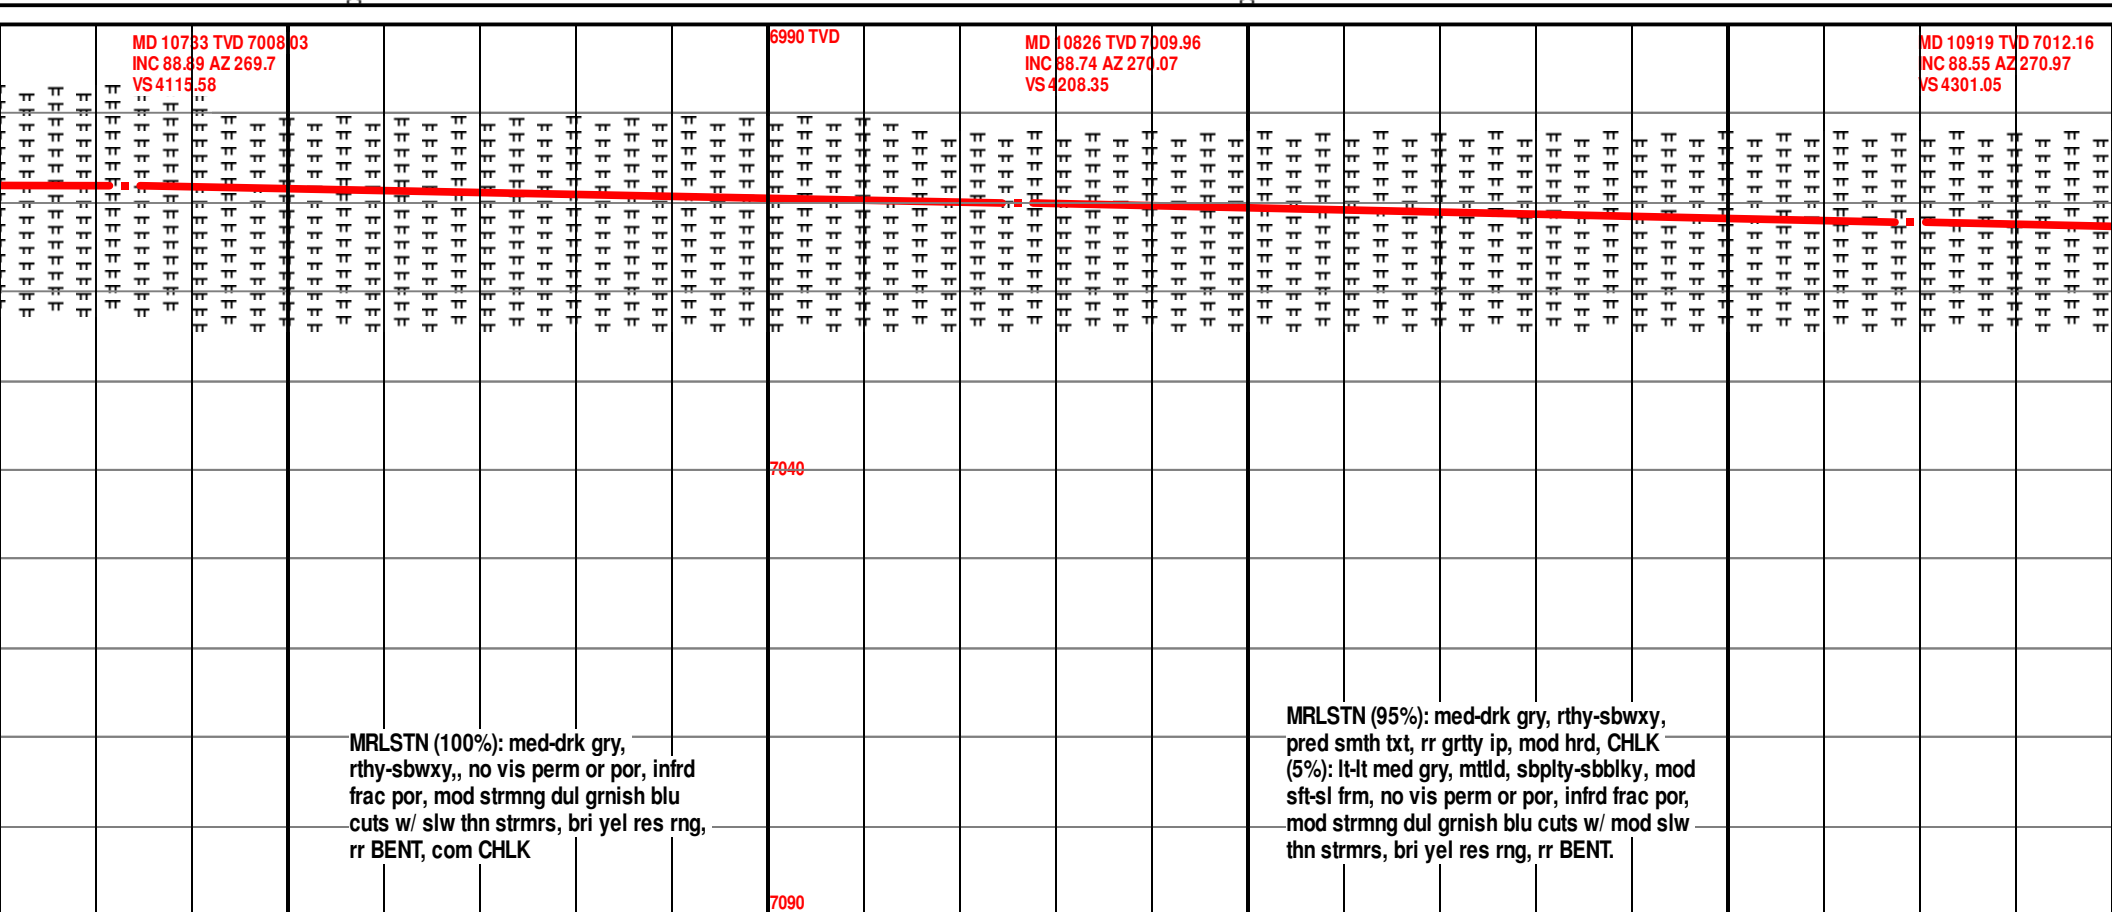 MD 10733 TVD 7008.03
INC 88.89 AZ 269.7
VS 4115.58
6990 TVD
MD 10826 TVD 7009.96
INC 88.74 AZ 270.07
VS 4208.35
MD 10919 TVD 7012.16
INC 88.55 AZ 270.97
VS 4301.05
7040
MRLSTN (100%): med-drk gry,
rthy-sbwxy,, no vis perm or por, infrd
frac por, mod strmng dul grnish blu
cuts w/ slw thn strmrs, bri yel res rng,
rr BENT, com CHLK
MRLSTN (95%): med-drk gry, rthy-sbwxy,
pred smth txt, rr grtty ip, mod hrd, CHLK
(5%): lt-lt med gry, mttld, sbplty-sbblky, mod
sft-sl frm, no vis perm or por, infrd frac por,
mod strmng dul grnish blu cuts w/ mod slw
thn strmrs, bri yel res rng, rr BENT.
7090